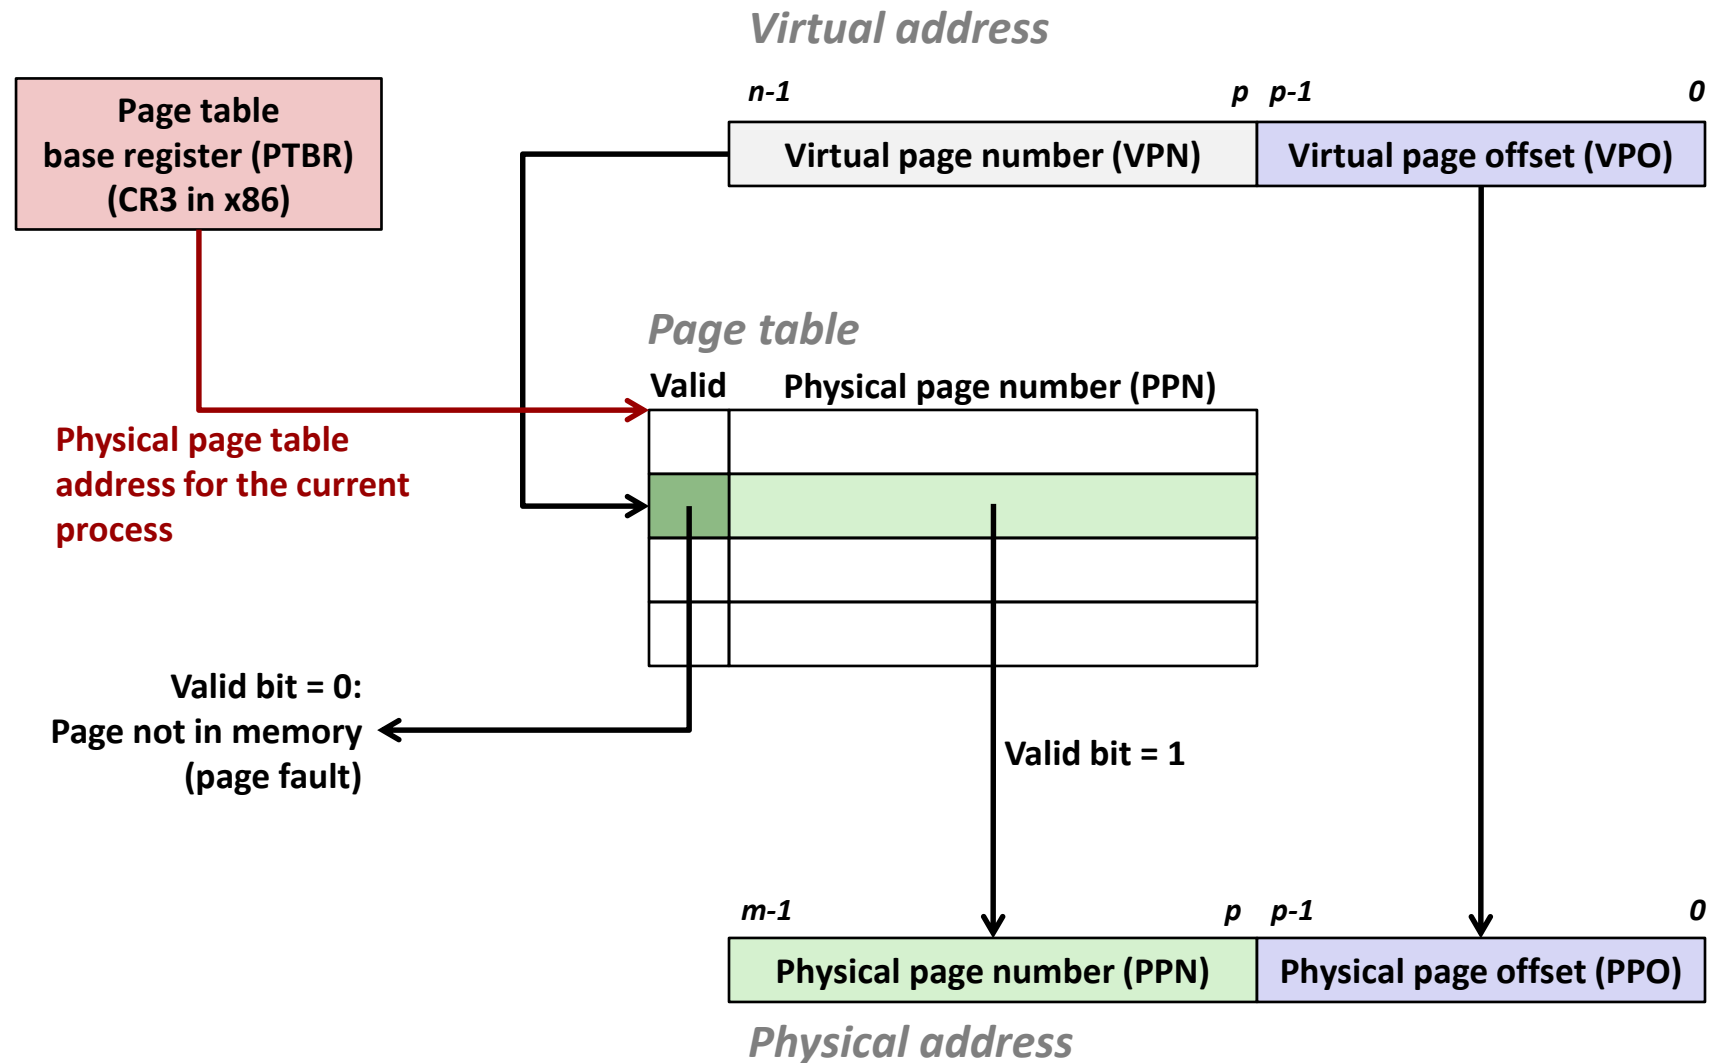 Virtual address
n-1 p p-1 0
Page table
base register (PTBR)
(CR3 in x86)
Virtual page number (VPN) Virtual page offset (VPO)
Page table
Valid Physical page number (PPN)
Physical page table
address for the current
process
Valid bit = 0:
Page not in memory
(page fault)
Valid bit = 1
m-1 p p-1 0
Physical page number (PPN) Physical page offset (PPO)
Physical address